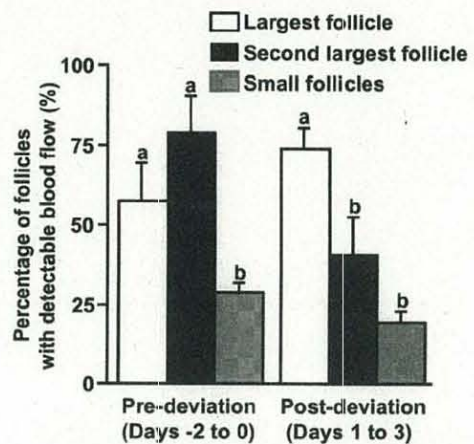 Largest follicle
Second largest follicle
Small follicles
Percentage of follicles
with detectable blood flow (%)
100
75
50
25
0
a
a
b
a
b
b
Pre-deviation
(Days -2 to 0)
Post-deviation
(Days 1 to 3)